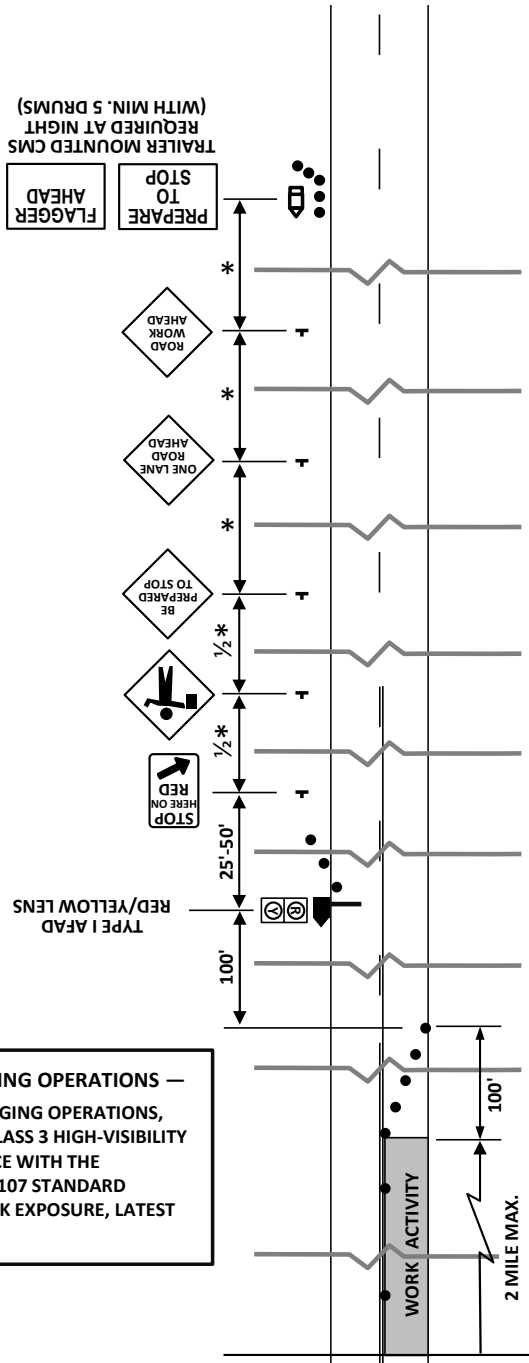 TRAILER MOUNTED CMS
REQUIRED AT NIGHT
(WITH MIN. 5 DRUMS)
FLAGGER
AHEAD
PREPARE
TO
STOP
*
ROAD
WORK
AHEAD
*
ONE LANE
ROAD
AHEAD
*
BE
PREPARED
TO STOP
½*
½*
STOP
HERE ON
RED
25'-50'
TYPE I AFAD
RED/YELLOW LENS
Y R
100'
ING OPERATIONS —
GING OPERATIONS,
LASS 3 HIGH-VISIBILITY
CE WITH THE
107 STANDARD
K EXPOSURE, LATEST
100'
WORK ACTIVITY
2 MILE MAX.